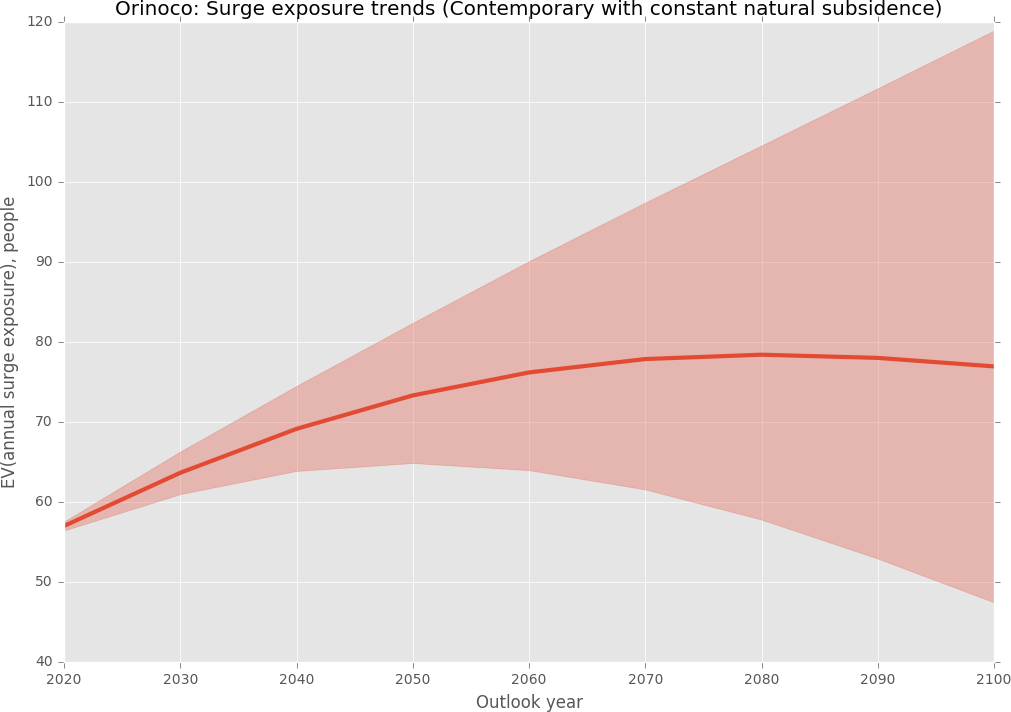 Orinoco: Surge exposure trends (Contemporary with constant natural subsidence)
EV(annual surge exposure), people
120
110
100
90
80
70
60
50
40
2020 2030 2040 2050 2060 2070 2080 2090 2100
Outlook year